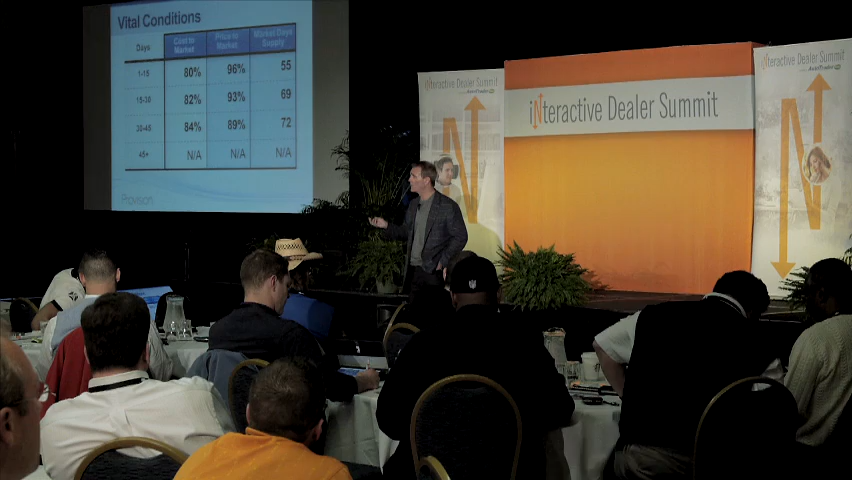 Vital Conditions
Days
Cost to Market
Price to Market
Market Days Supply
1-15 80% 96% 55
15-30 82% 93% 69
30-45 84% 89% 72
45+ N/A N/A N/A
Provision
iNteractive Dealer Summit
iNteractive Dealer Summit
iNteractive Dealer Summit